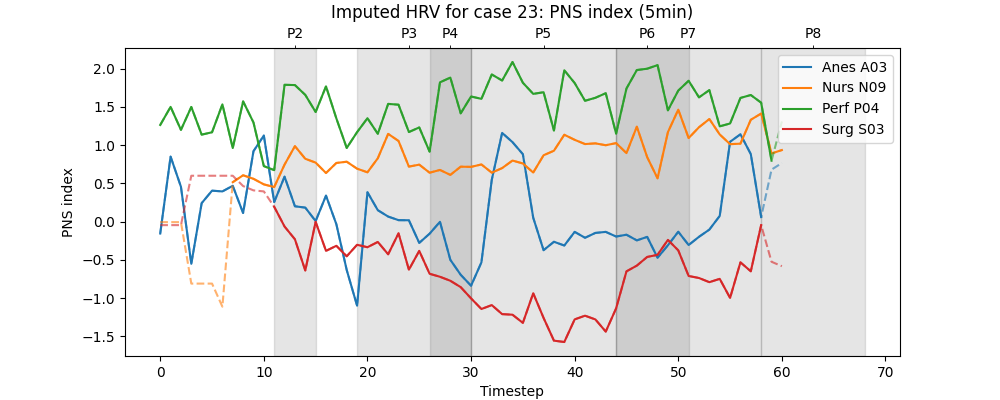 Imputed HRV for case 23: PNS index (5min)
P2 P3 P4 P5 P6 P7 P8
Anes A03
Nurs N09
Perf P04
Surg S03
PNS index
2.0
1.5
1.0
0.5
0.0
−0.5
−1.0
−1.5
0 10 20 30 40 50 60 70
Timestep